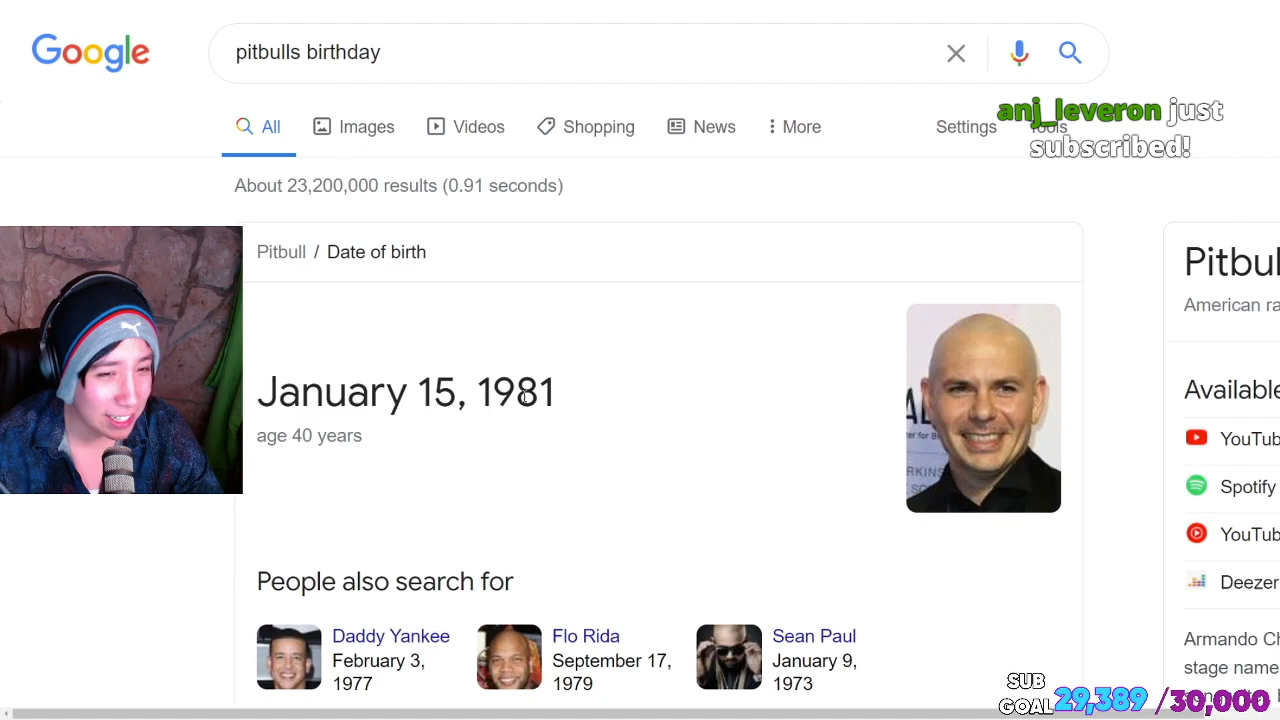 Google
pitbulls birthday
All
Images
Videos
Shopping
News
More
Settings
Tools
anj_leveron just
subscribed!
About 23,200,000 results (0.91 seconds)
Pitbull / Date of birth
January 15, 1981
age 40 years
People also search for
Daddy Yankee
February 3,
1977
Flo Rida
September 17,
1979
Sean Paul
January 9,
1973
Pitbul
American ra
Available
YouTub
Spotify
YouTub
Deezer
Armando Ch
stage name
SUB
GOAL 29,389 /30,000